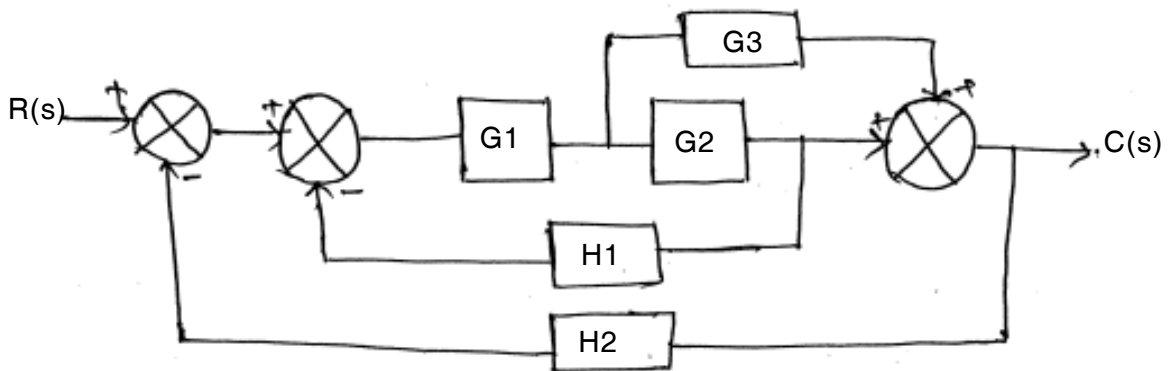 G3
R(s) + + G1 G2 + + C(s)
- -
H1
H2